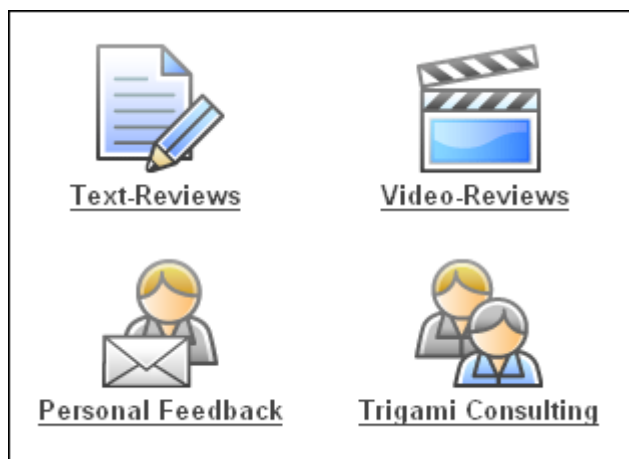 Text-Reviews
Video-Reviews
Personal Feedback
Trigami Consulting